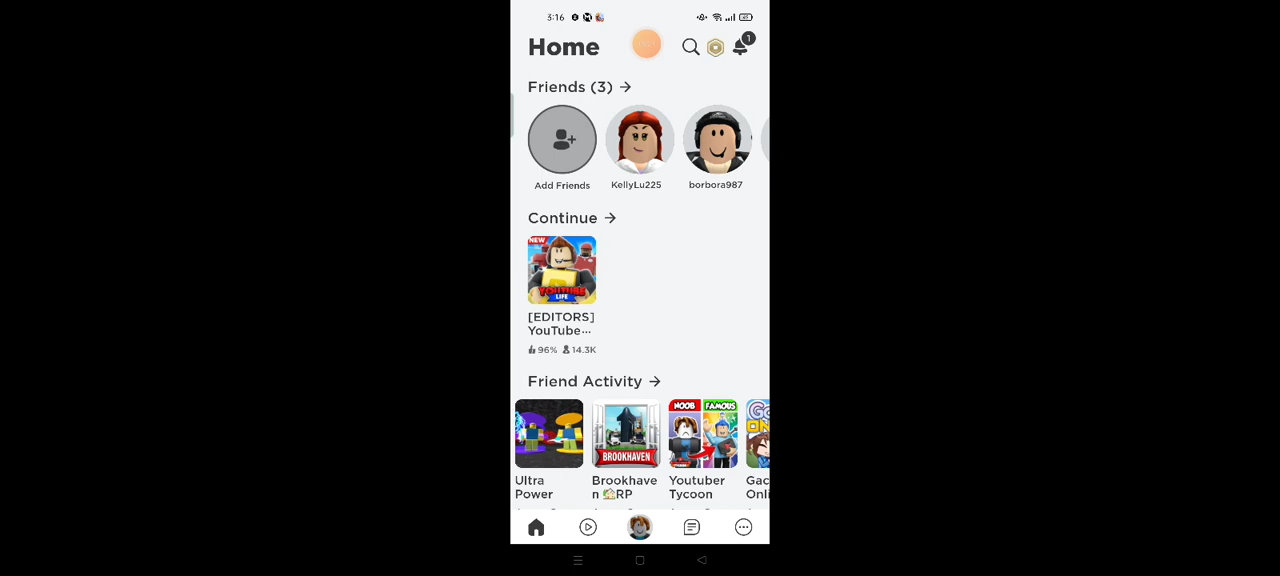 3:16
Home
1
Friends (3)
Add Friends
KellyLu225
borbora987
Continue
NEW
YOUTUBE
LIFE
[EDITORS]
YouTube...
96% 14.3K
Friend Activity
NOOB FAMOUS
BROOKHAVEN
Ultra
Power
Brookhave
n 🏡RP
Youtuber
Tycoon
Gac
Onli